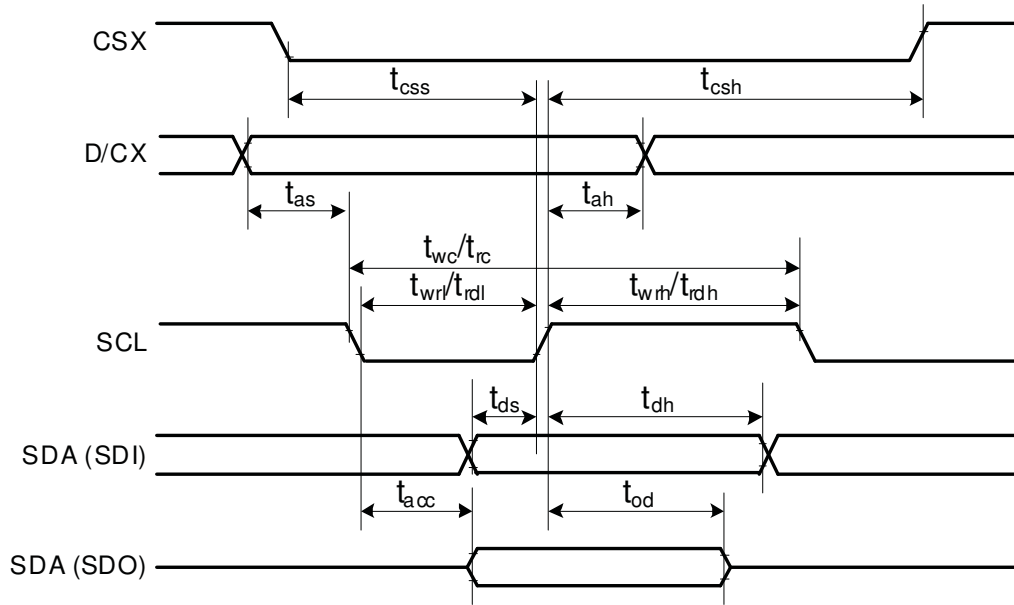 CSX
tcss
tcsh
D/CX
tas
tah
twc/trc
twrl/trdl
twrh/trdh
SCL
tds
tdh
SDA (SDI)
tacc
tod
SDA (SDO)